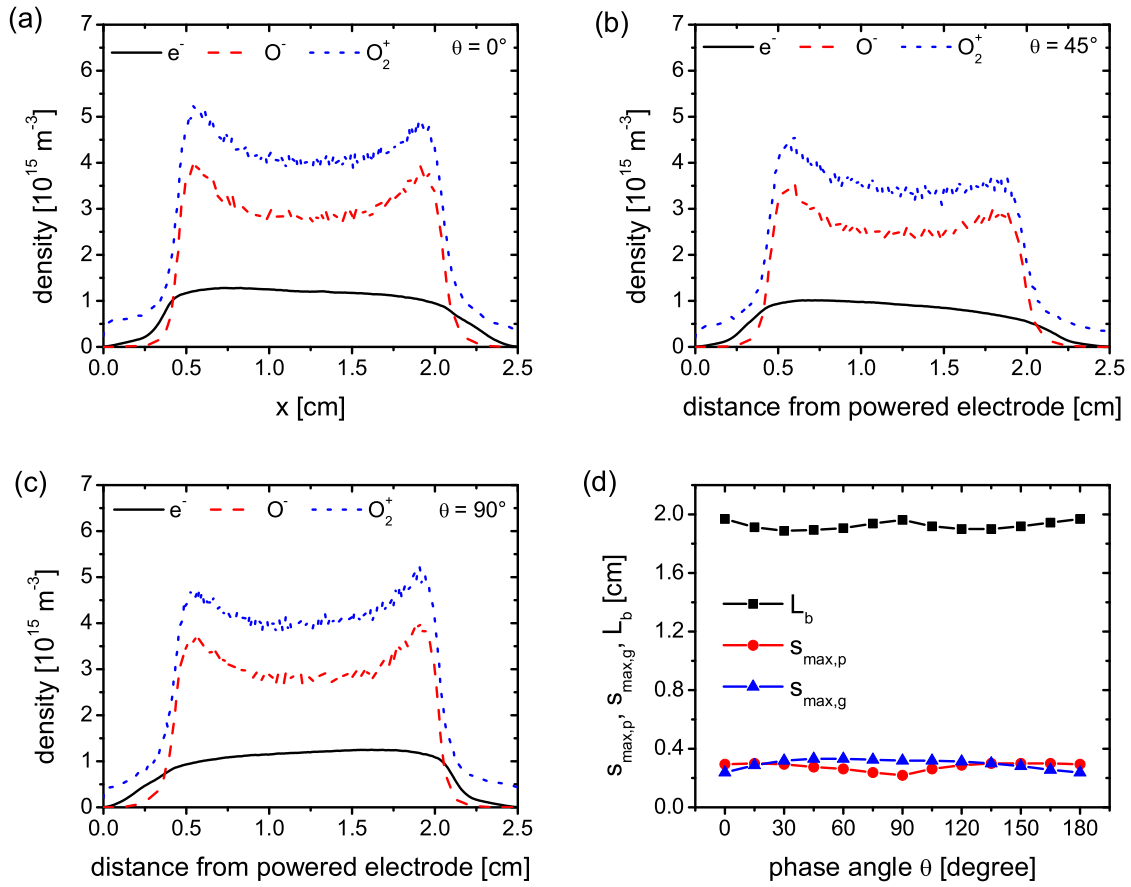 (a)
e⁻ O⁻ O₂⁺ θ = 0°
density [10¹⁵ m⁻³]
7
6
5
4
3
2
1
0
0.0 0.5 1.0 1.5 2.0 2.5
x [cm]
(b)
e⁻ O⁻ O₂⁺ θ = 45°
density [10¹⁵ m⁻³]
7
6
5
4
3
2
1
0
0.0 0.5 1.0 1.5 2.0 2.5
distance from powered electrode [cm]
(c)
e⁻ O⁻ O₂⁺ θ = 90°
density [10¹⁵ m⁻³]
7
6
5
4
3
2
1
0
0.0 0.5 1.0 1.5 2.0 2.5
distance from powered electrode [cm]
(d)
s_max,p, s_max,g, L_b [cm]
2.0
1.6
1.2
0.8
0.4
0.0
L_b
s_max,p
s_max,g
0 30 60 90 120 150 180
phase angle θ [degree]